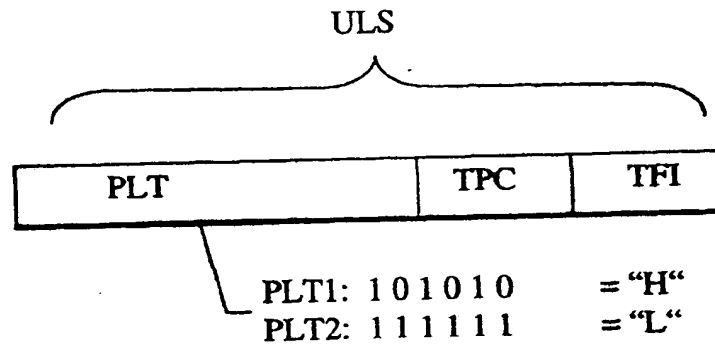 ULS
PLT TPC TFI
PLT1: 1 0 1 0 1 0 = “H“
PLT2: 1 1 1 1 1 1 = “L“